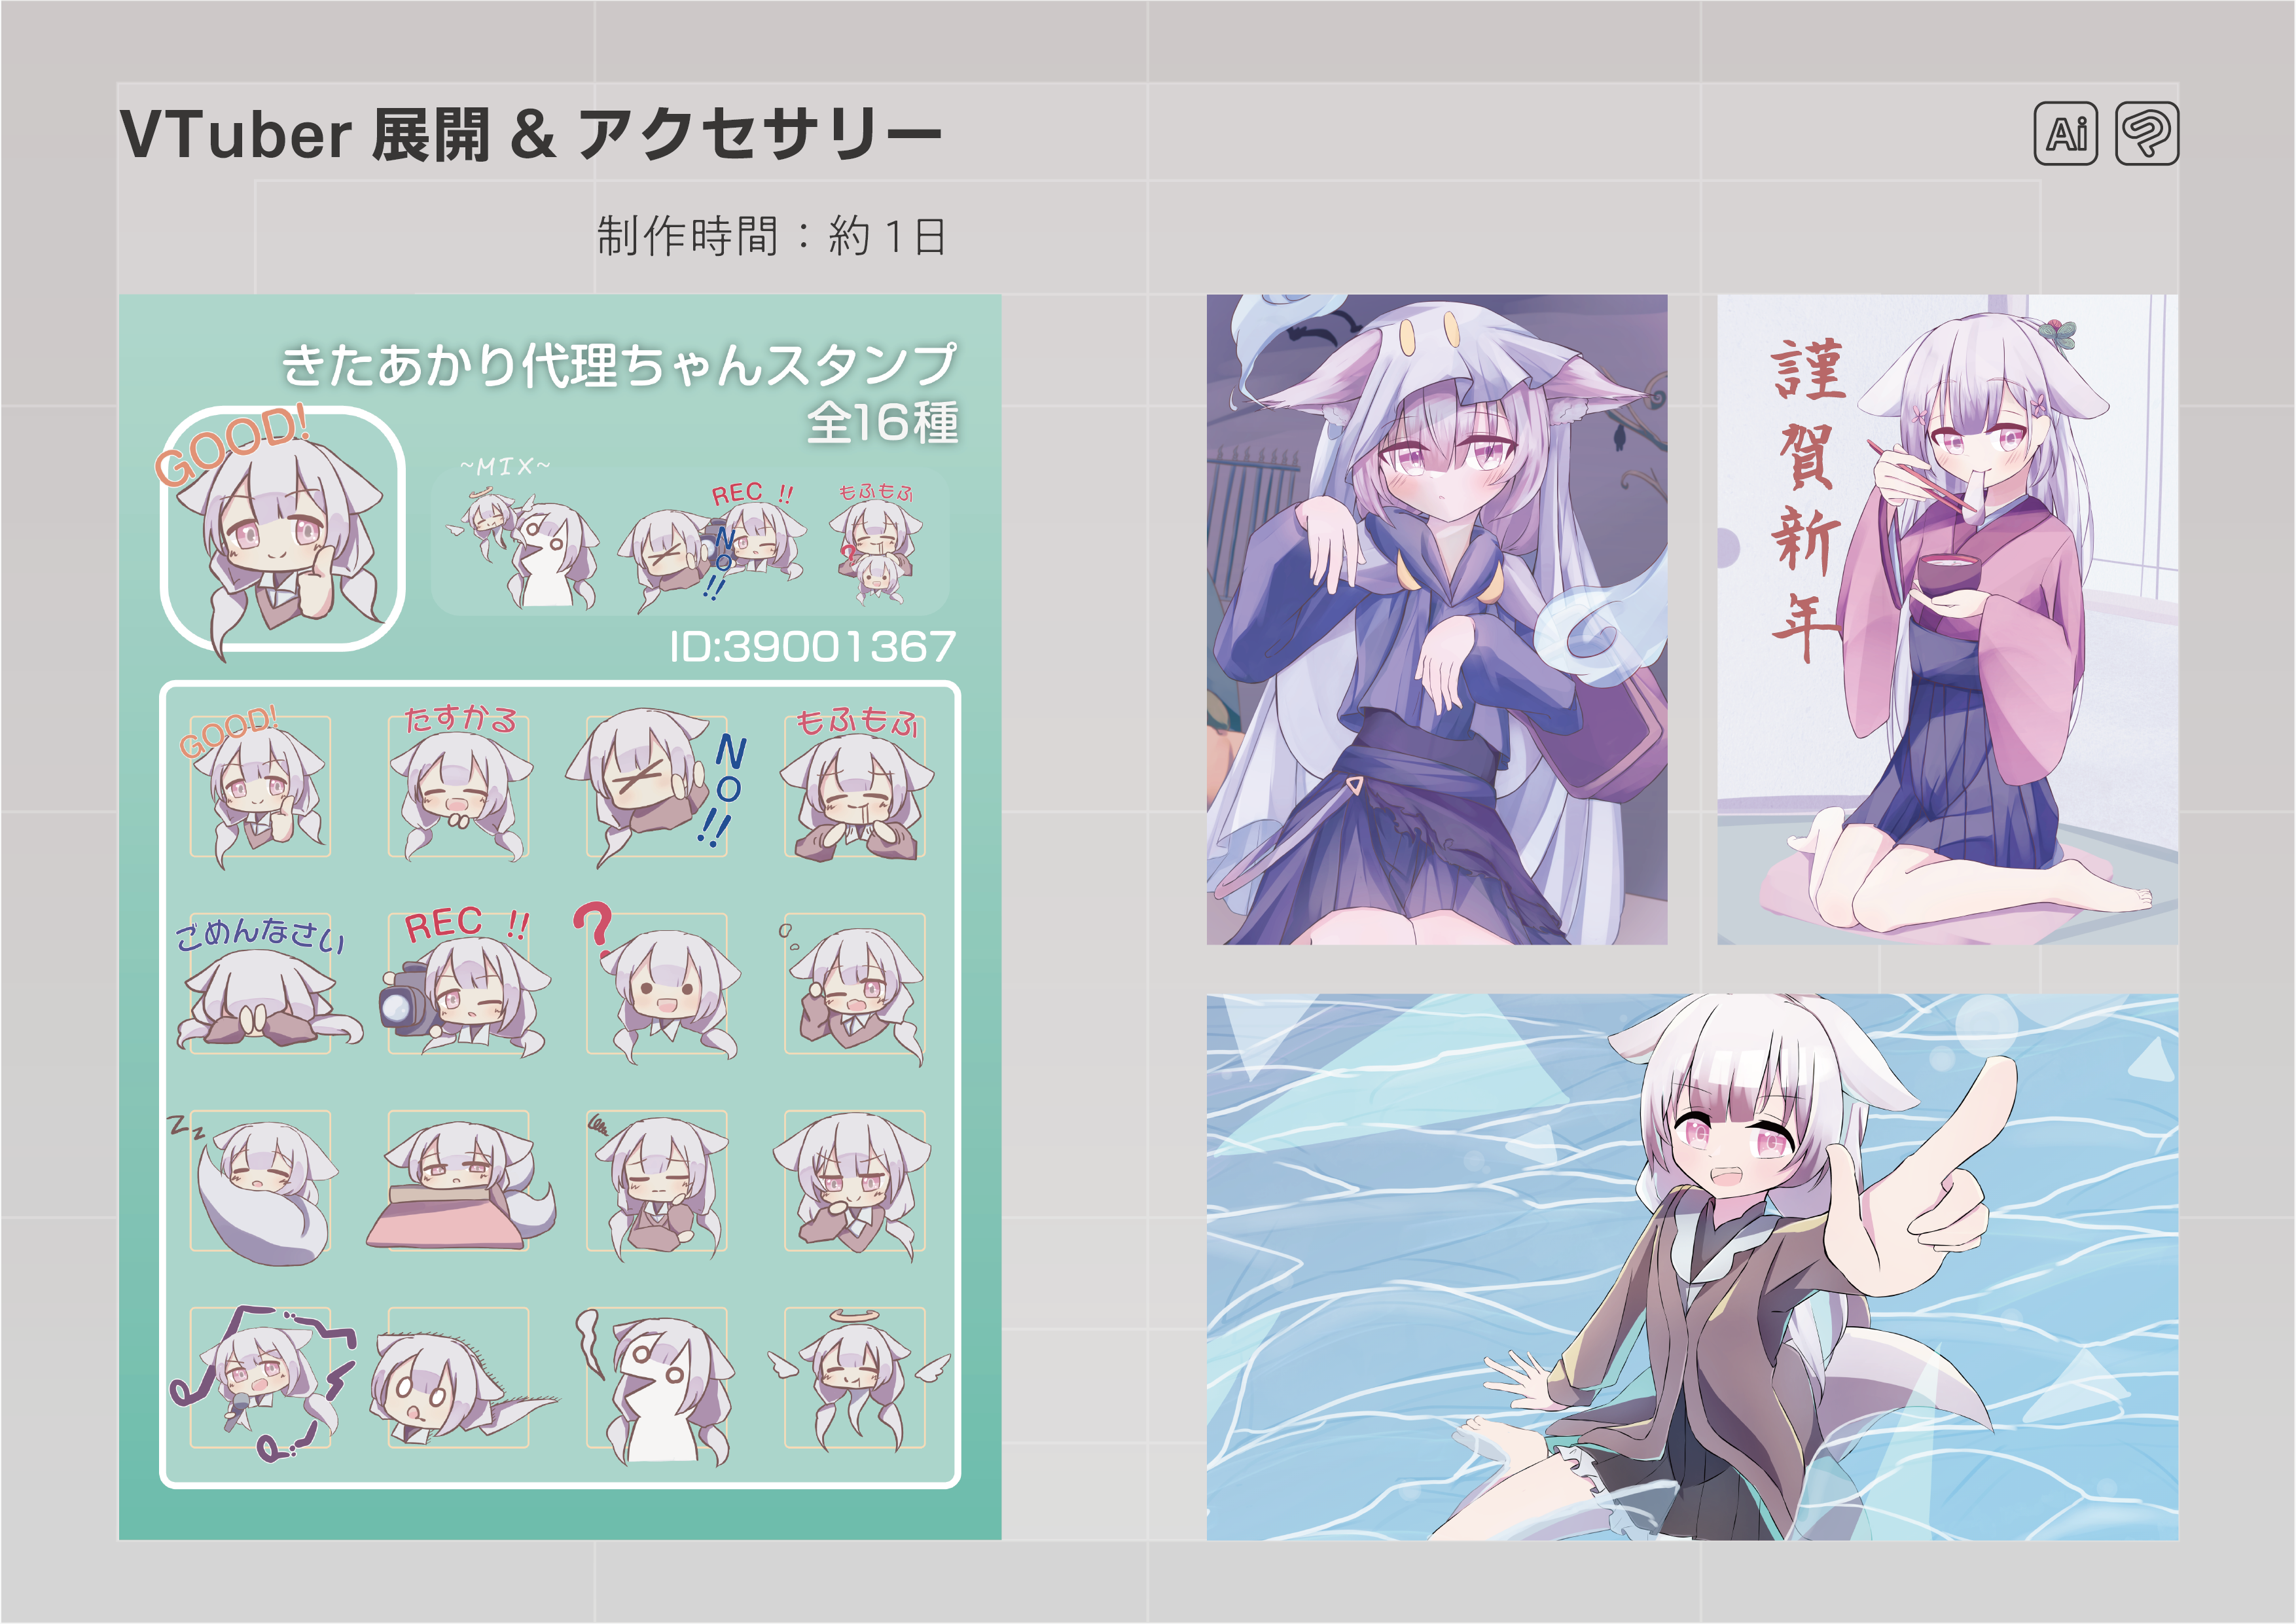 VTuber 展開 & アクセサリー
Ai
制作時間：約1日
きたあかり代理ちゃんスタンプ
全16種
GOOD!
~MIX~
REC !!
NO!!
もふもふ
?
ID:39001367
GOOD!
たすかる
NO!!
もふもふ
ごめんなさい
REC !!
?
Zz
謹賀新年